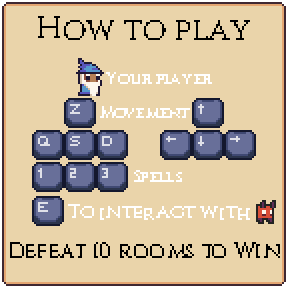 HOW TO PLAY
YOUR PLAYER
Z MOVEMENT ↑
Q S D ← ↓ →
1 2 3 SPELLS
E TO INTERACT WITH
DEFEAT 10 ROOMS TO WIN